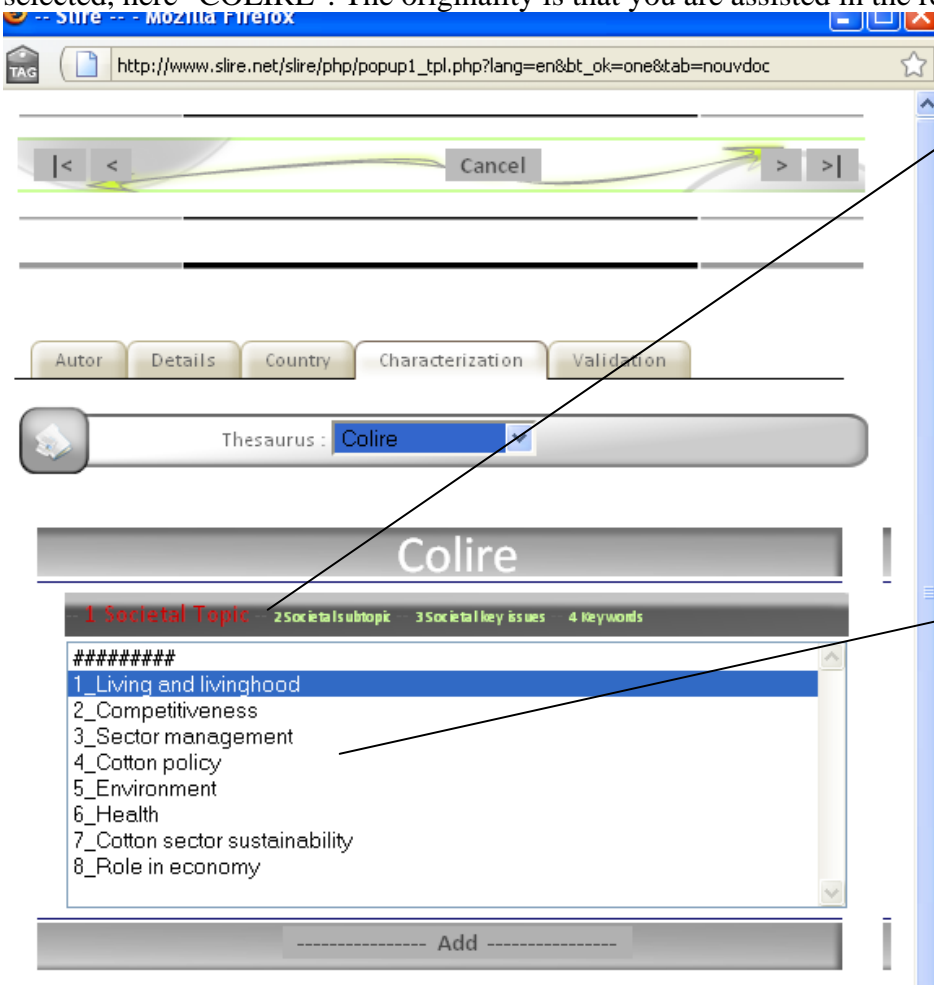 selected, here "COLIRE". The originality is that you are assisted in the
-- Slire -- - Mozilla Firefox
TAG
http://www.slire.net/slire/php/popup1_tpl.php?lang=en&bt_ok=one&tab=nouvdoc
|< < Cancel > >|
Autor Details Country Characterization Validation
Thesaurus : Colire
Colire
-- 1 Societal Topic -- 2 Societal subtopic -- 3 Societal key issues -- 4 Keywords
#########
1_Living and livinghood
2_Competitiveness
3_Sector management
4_Cotton policy
5_Environment
6_Health
7_Cotton sector sustainability
8_Role in economy
---------------- Add ----------------